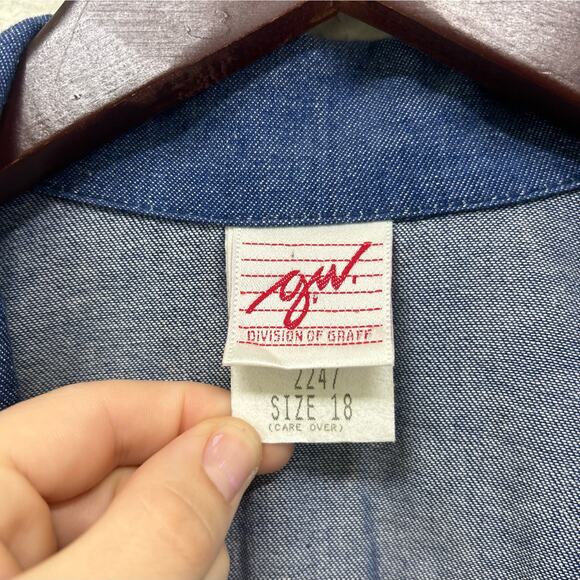 g.w.
DIVISION OF GRAFF
2247
SIZE 18
(CARE OVER)